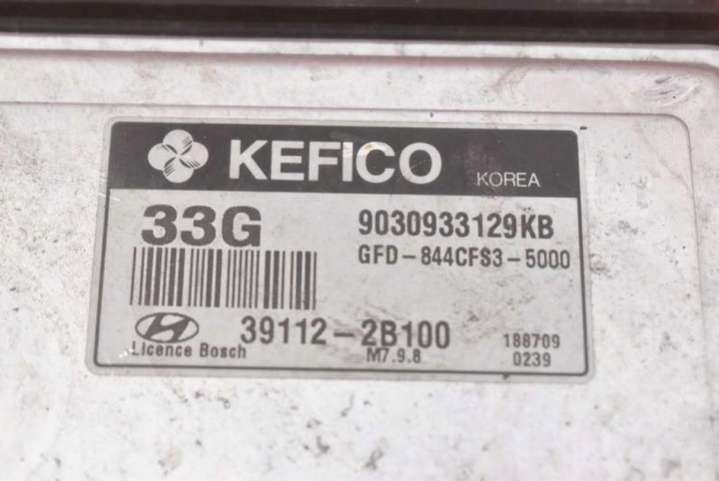 KEFICO KOREA
33G 9030933129KB
GFD-844CFS3-5000
39112-2B100 188709
Licence Bosch M7.9.8 0239